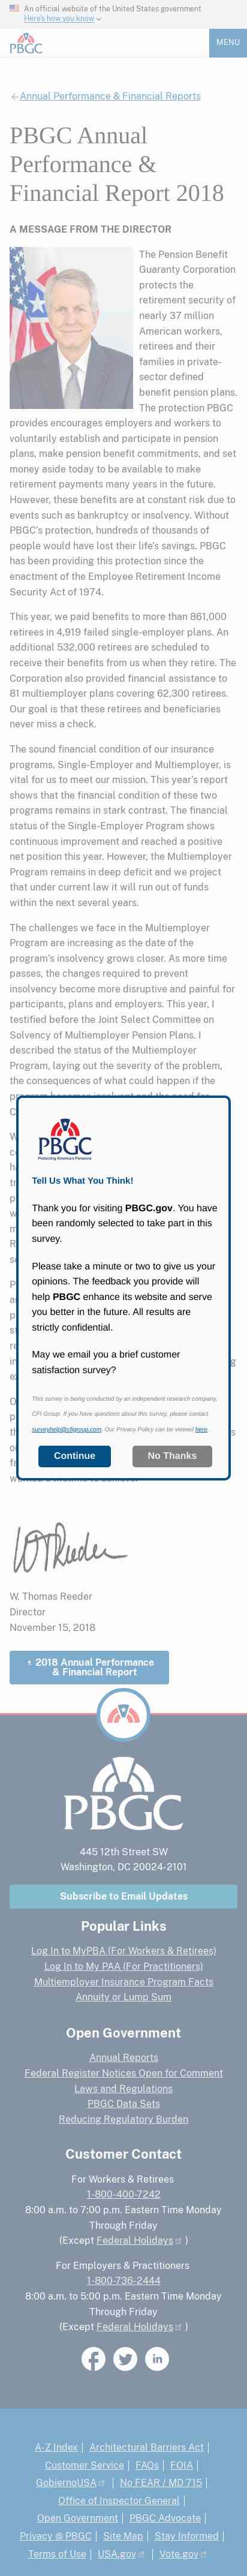 An official website of the United States government
Here's how you know
PBGC
MENU
Annual Performance & Financial Reports
PBGC Annual
Performance &
Financial Report 2018
A MESSAGE FROM THE DIRECTOR
The Pension Benefit
Guaranty Corporation
protects the
retirement security of
nearly 37 million
American workers,
retirees and their
families in private-
sector defined
benefit pension plans.
The protection PBGC
provides encourages employers and workers to
voluntarily establish and participate in pension
plans, make pension benefit commitments, and set
money aside today to be available to make
retirement payments many years in the future.
However, these benefits are at constant risk due to
events such as bankruptcy or insolvency. Without
PBGC's protection, hundreds of thousands of
people would have lost their life's savings. PBGC
has been providing this protection since the
enactment of the Employee Retirement Income
Security Act of 1974.
This year, we paid benefits to more than 861,000
retirees in 4,919 failed single-employer plans. An
additional 532,000 retirees are scheduled to
receive their benefits from us when they retire. The
Corporation also provided financial assistance to
81 multiemployer plans covering 62,300 retirees.
Our goal is that these retirees and beneficiaries
never miss a check.
The sound financial condition of our insurance
programs, Single-Employer and Multiemployer, is
vital for us to meet our mission. This year's report
shows that the financial condition of these two
programs remains in stark contrast. The financial
status of the Single-Employer Program shows
continuous improvement and reached a positive
net position this year. However, the Multiemployer
Program remains in deep deficit and we project
that under current law it will run out of funds
within the next several years.
The challenges we face in the Multiemployer
Program are increasing as the date of the
Program's insolvency grows closer. As more time
passes, the changes required to prevent
insolvency become more disruptive and painful for
participants, plans and employers. This year, I
testified before the Joint Select Committee on
Solvency of Multiemployer Pension Plans. I
described the status of the Multiemployer
Program, laying out the severity of the problem,
the consequences of what could happen if the
PBGC
Protecting America's Pensions
Tell Us What You Think!
Thank you for visiting PBGC.gov. You have
been randomly selected to take part in this
survey.
Please take a minute or two to give us your
opinions. The feedback you provide will
help PBGC enhance its website and serve
you better in the future. All results are
strictly confidential.
May we email you a brief customer
satisfaction survey?
This survey is being conducted by an independent research company,
CFI Group. If you have questions about this survey, please contact
surveyhelp@cfigroup.com. Our Privacy Policy can be viewed here.
Continue No Thanks
WTReeder
W. Thomas Reeder
Director
November 15, 2018
2018 Annual Performance
& Financial Report
PBGC
445 12th Street SW
Washington, DC 20024-2101
Subscribe to Email Updates
Popular Links
Log In to MyPBA (For Workers & Retirees)
Log In to My PAA (For Practitioners)
Multiemployer Insurance Program Facts
Annuity or Lump Sum
Open Government
Annual Reports
Federal Register Notices Open for Comment
Laws and Regulations
PBGC Data Sets
Reducing Regulatory Burden
Customer Contact
For Workers & Retirees
1-800-400-7242
8:00 a.m. to 7:00 p.m. Eastern Time Monday
Through Friday
(Except Federal Holidays )
For Employers & Practitioners
1-800-736-2444
8:00 a.m. to 5:00 p.m. Eastern Time Monday
Through Friday
(Except Federal Holidays )
in
A-Z Index | Architectural Barriers Act |
Customer Service | FAQs | FOIA |
GobiernoUSA | No FEAR / MD 715 |
Office of Inspector General |
Open Government | PBGC Advocate |
Privacy @ PBGC | Site Map | Stay Informed |
Terms of Use | USA.gov | Vote.gov